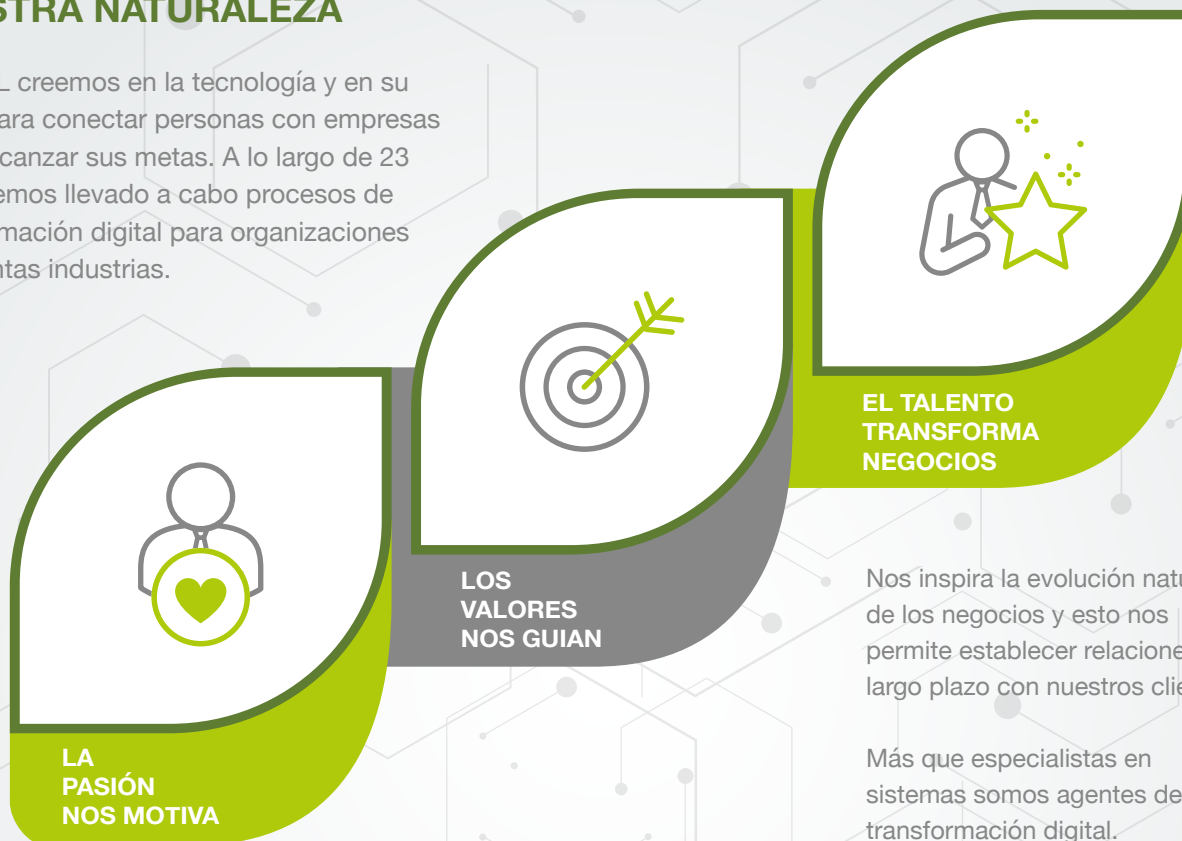 STRA NATURALEZA
L creemos en la tecnología y en su
para conectar personas con empresas
canzar sus metas. A lo largo de 23
emos llevado a cabo procesos de
rmación digital para organizaciones
ntas industrias.
EL TALENTO
TRANSFORMA
NEGOCIOS
LOS
VALORES
NOS GUIAN
LA
PASIÓN
NOS MOTIVA
Nos inspira la evolución natu
de los negocios y esto nos
permite establecer relacione
largo plazo con nuestros clie
Más que especialistas en
sistemas somos agentes de
transformación digital.